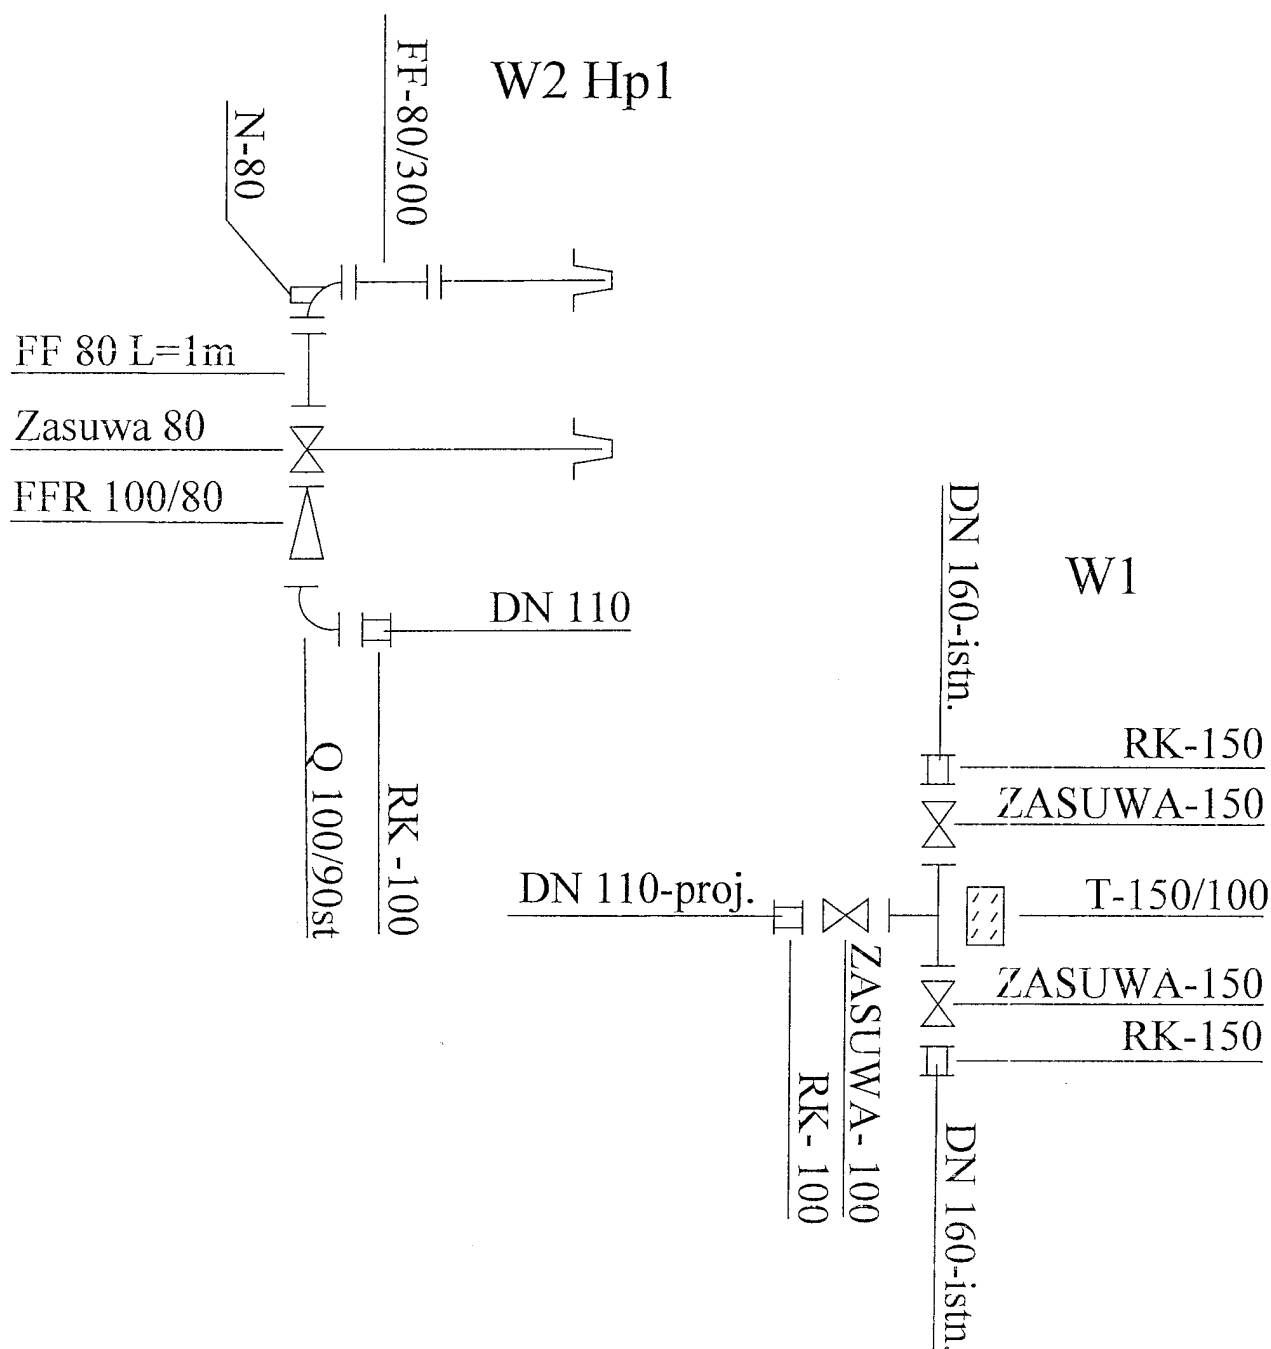 W2 Hp1
FF-80/300
N-80
FF 80 L=1m
Zasuwa 80
FFR 100/80
DN 110
Q 100/90st
RK -100
W1
DN 160-istn.
RK-150
ZASUWA-150
DN 110-proj.
T-150/100
ZASUWA-150
RK-150
RK- 100
ZASUWA- 100
DN 160-istn.